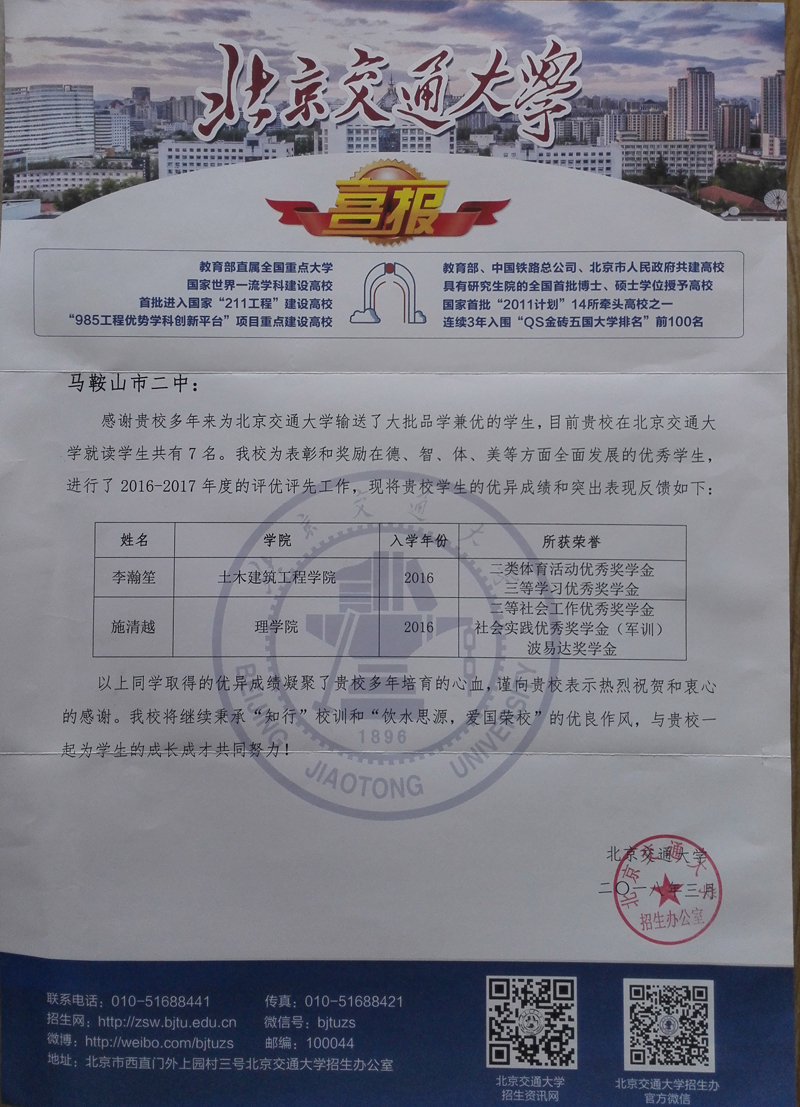 北京交通大学
喜报
教育部直属全国重点大学
国家世界一流学科建设高校
首批进入国家“211工程”建设高校
“985工程优势学科创新平台”项目重点建设高校
教育部、中国铁路总公司、北京市人民政府共建高校
具有研究生院的全国首批博士、硕士学位授予高校
国家首批“2011计划”14所牵头高校之一
连续3年入围“QS金砖五国大学排名”前100名
马鞍山市二中：
感谢贵校多年来为北京交通大学输送了大批品学兼优的学生，目前贵校在北京交通大
学就读学生共有 7 名。我校为表彰和奖励在德、智、体、美等方面全面发展的优秀学生，
进行了 2016-2017 年度的评优评先工作，现将贵校学生的优异成绩和突出表现反馈如下：
姓名 学院 入学年份 所获荣誉
李瀚笙 土木建筑工程学院 2016 二类体育活动优秀奖学金
三等学习优秀奖学金
施清越 理学院 2016 二等社会工作优秀奖学金
社会实践优秀奖学金（军训）
波易达奖学金
以上同学取得的优异成绩凝聚了贵校多年培育的心血，谨向贵校表示热烈祝贺和衷心
的感谢。我校将继续秉承“知行”校训和“饮水思源，爱国荣校”的优良作风，与贵校一
起为学生的成长成才共同努力！
北京交通大学
1896
BEIJING JIAOTONG UNIVERSITY
北京交通大学
二〇一八年三月
北京交通大学
招生办公室
联系电话：010-51688441 传真：010-51688421
招生网：http://zsw.bjtu.edu.cn 微信号：bjtuzs
微博：http://weibo.com/bjtuzs 邮编：100044
地址：北京市西直门外上园村三号北京交通大学招生办公室
北京交通大学
招生资讯网
北京交通大学招生办
官方微信